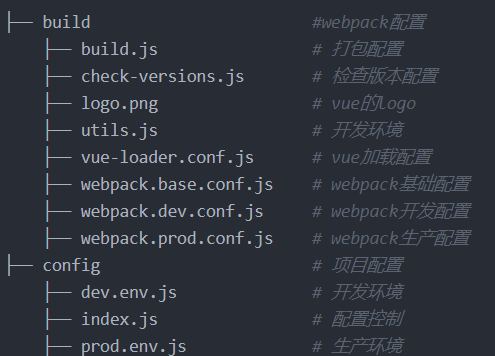 ├── build                       #webpack配置
    ├── build.js                # 打包配置
    ├── check-versions.js       # 检查版本配置
    ├── logo.png                # vue的logo
    ├── utils.js                # 开发环境
    ├── vue-loader.conf.js      # vue加载配置
    ├── webpack.base.conf.js    # webpack基础配置
    ├── webpack.dev.conf.js     # webpack开发配置
    ├── webpack.prod.conf.js    # webpack生产配置
├── config                      # 项目配置
    ├── dev.env.js              # 开发环境
    ├── index.js                # 配置控制
    ├── prod.env.js             # 生产环境